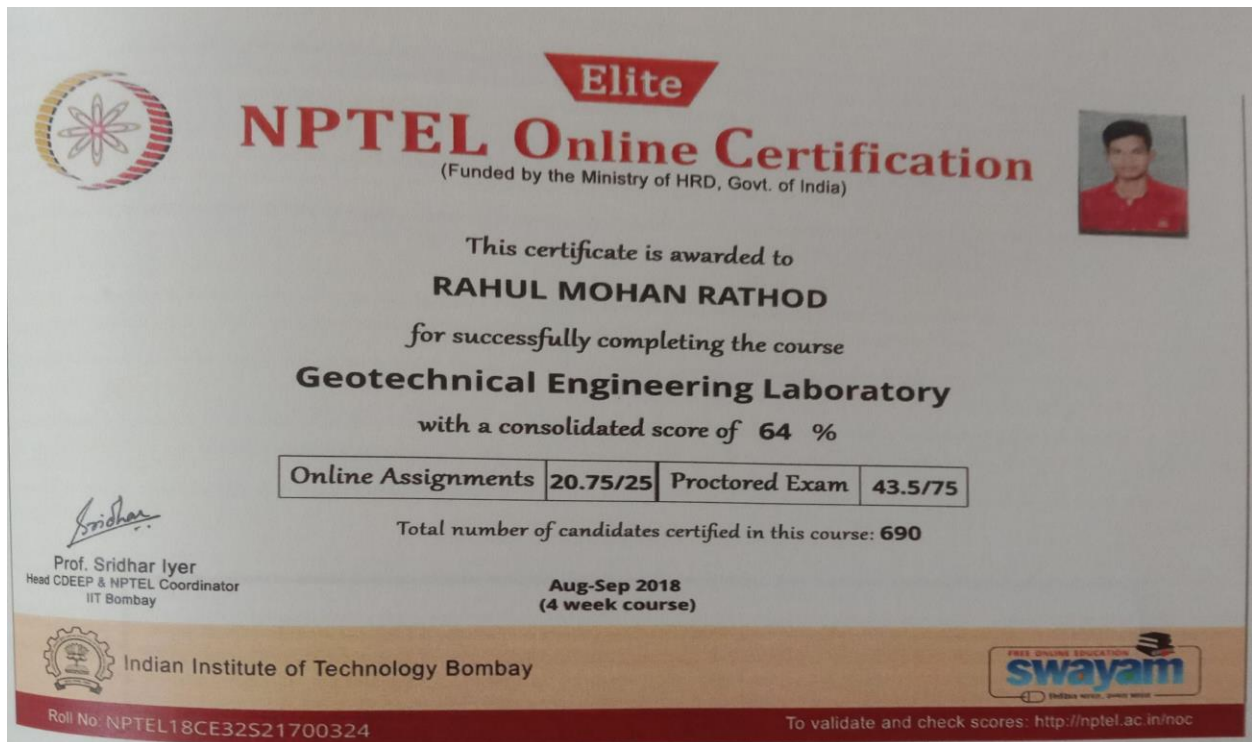 Elite
NPTEL Online Certification
(Funded by the Ministry of HRD, Govt. of India)
This certificate is awarded to
RAHUL MOHAN RATHOD
for successfully completing the course
Geotechnical Engineering Laboratory
with a consolidated score of 64 %
Online Assignments 20.75/25 Proctored Exam 43.5/75
Total number of candidates certified in this course: 690
Sridhar
Prof. Sridhar Iyer
Head CDEEP & NPTEL Coordinator
IIT Bombay
Aug-Sep 2018
(4 week course)
Indian Institute of Technology Bombay
FREE ONLINE EDUCATION
swayam
Roll No: NPTEL18CE32S21700324
To validate and check scores: http://nptel.ac.in/noc